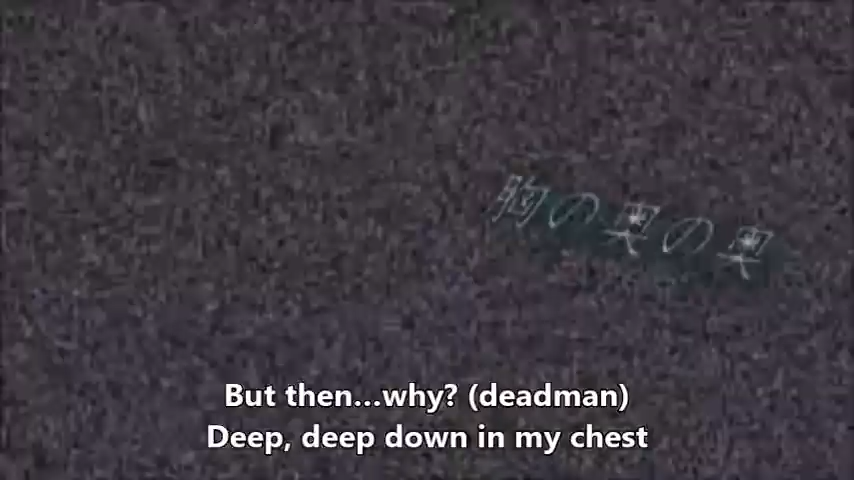 胸の奥の奥
But then...why? (deadman)
Deep, deep down in my chest